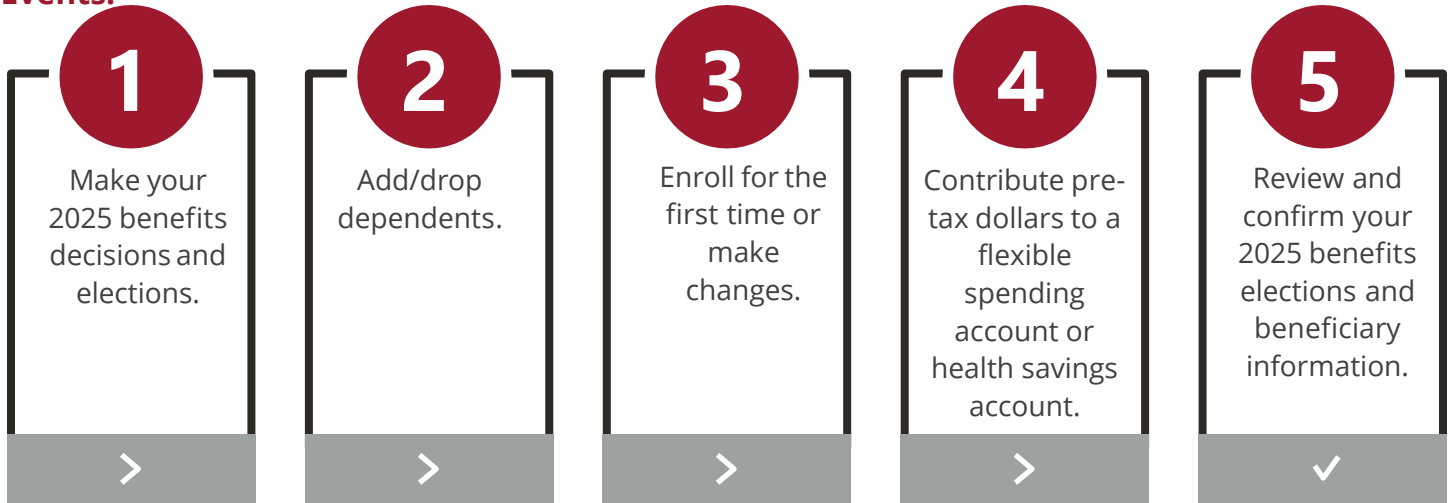 Events.
1
Make your
2025 benefits
decisions and
elections.
2
Add/drop
dependents.
3
Enroll for the
first time or
make
changes.
4
Contribute pre-
tax dollars to a
flexible
spending
account or
health savings
account.
5
Review and
confirm your
2025 benefits
elections and
beneficiary
information.